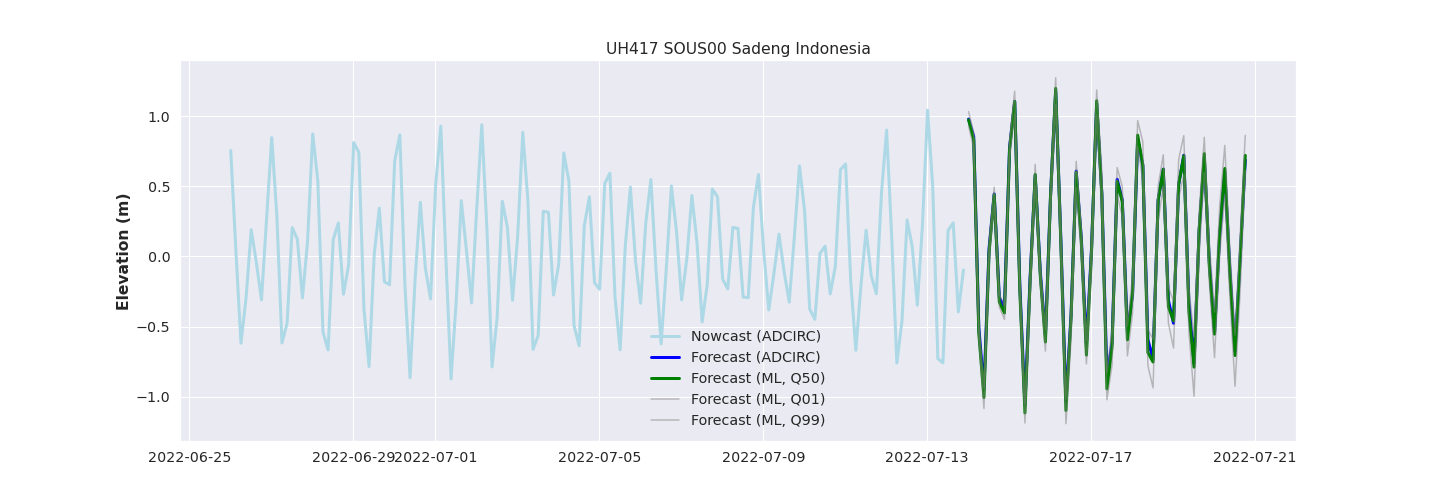 UH417 SOUS00 Sadeng Indonesia
Elevation (m)
1.0
0.5
0.0
−0.5
−1.0
Nowcast (ADCIRC)
Forecast (ADCIRC)
Forecast (ML, Q50)
Forecast (ML, Q01)
Forecast (ML, Q99)
2022-06-25 2022-06-29 2022-07-01 2022-07-05 2022-07-09 2022-07-13 2022-07-17 2022-07-21